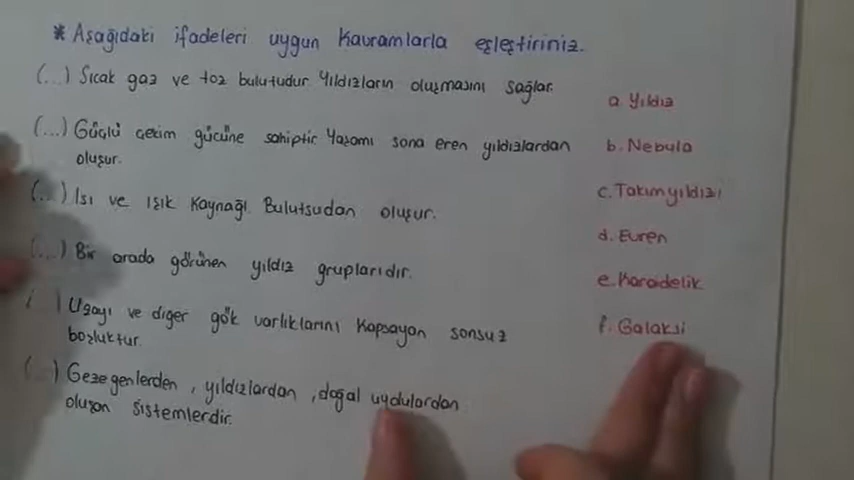 * Aşağıdaki ifadeleri uygun kavramlarla eşleştiriniz.
(...) Sıcak gaz ve toz bulutudur. Yıldızların oluşmasını sağlar.
(...) Güçlü çekim gücüne sahiptir. Yaşamı sona eren yıldızlardan
oluşur.
(...) Isı ve ışık kaynağı. Bulutsudan oluşur.
(...) Bir arada görünen yıldız gruplarıdır.
( ) Uzayı ve diğer gök varlıklarını kapsayan sonsuz
boşluktur.
(...) Gezegenlerden, yıldızlardan, doğal uydulardan
oluşan sistemlerdir.
a. Yıldız
b. Nebula
c. Takımyıldızı
d. Evren
e. Karadelik
f. Galaksi